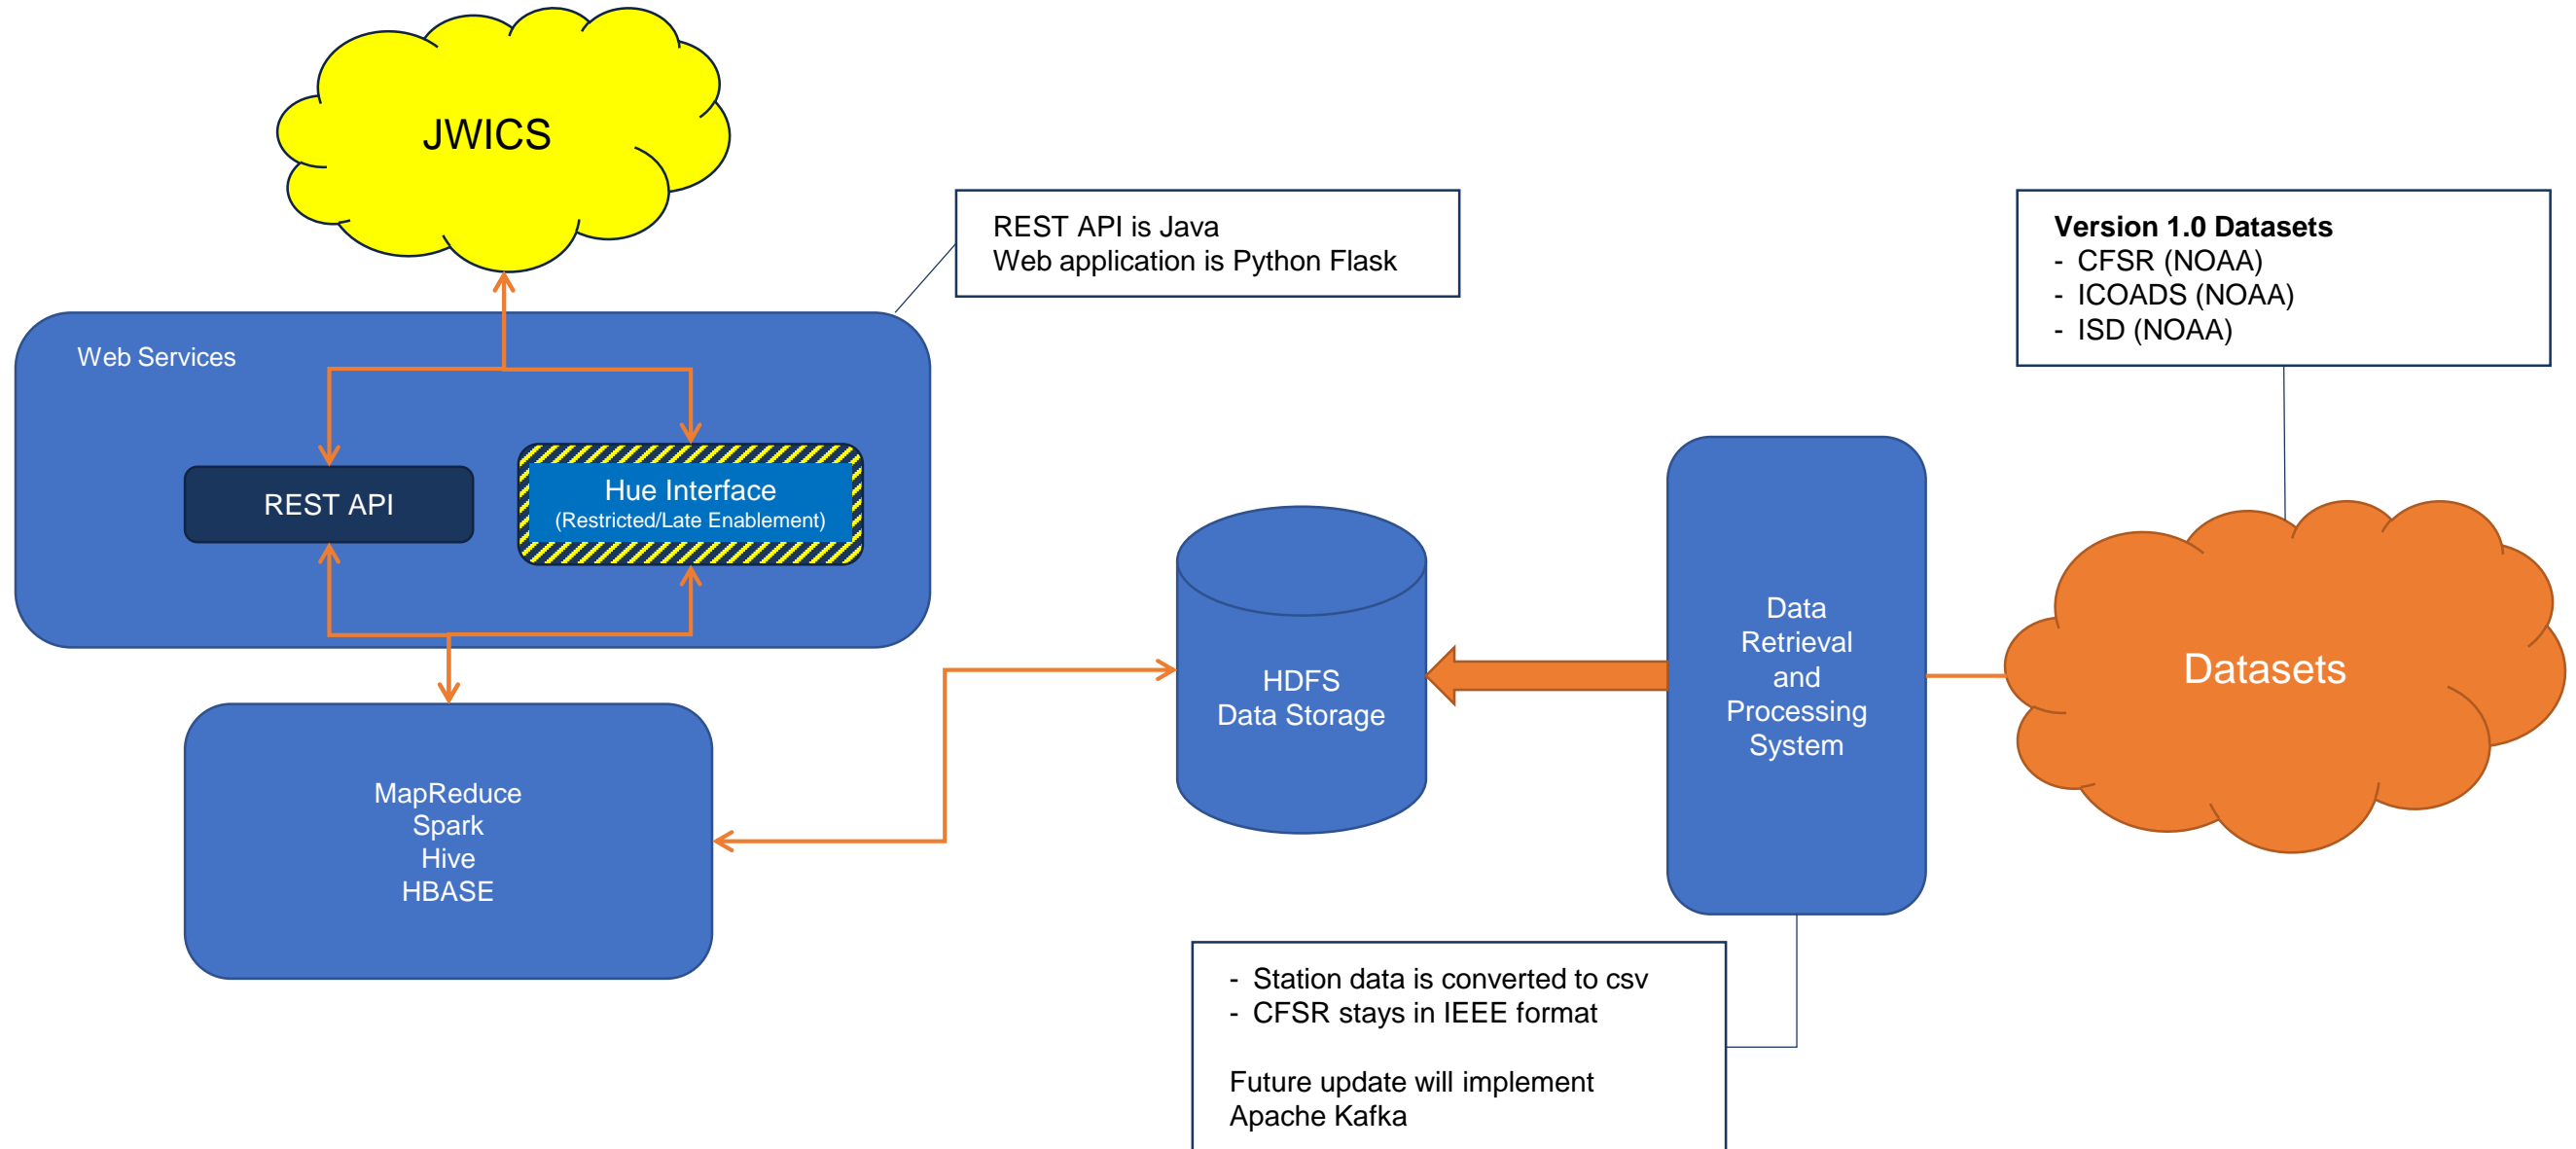 JWICS
REST API is Java
Web application is Python Flask
Version 1.0 Datasets
- CFSR (NOAA)
- ICOADS (NOAA)
- ISD (NOAA)
Web Services
REST API
Hue Interface
(Restricted/Late Enablement)
HDFS
Data Storage
Data
Retrieval
and
Processing
System
Datasets
MapReduce
Spark
Hive
HBASE
- Station data is converted to csv
- CFSR stays in IEEE format
Future update will implement
Apache Kafka